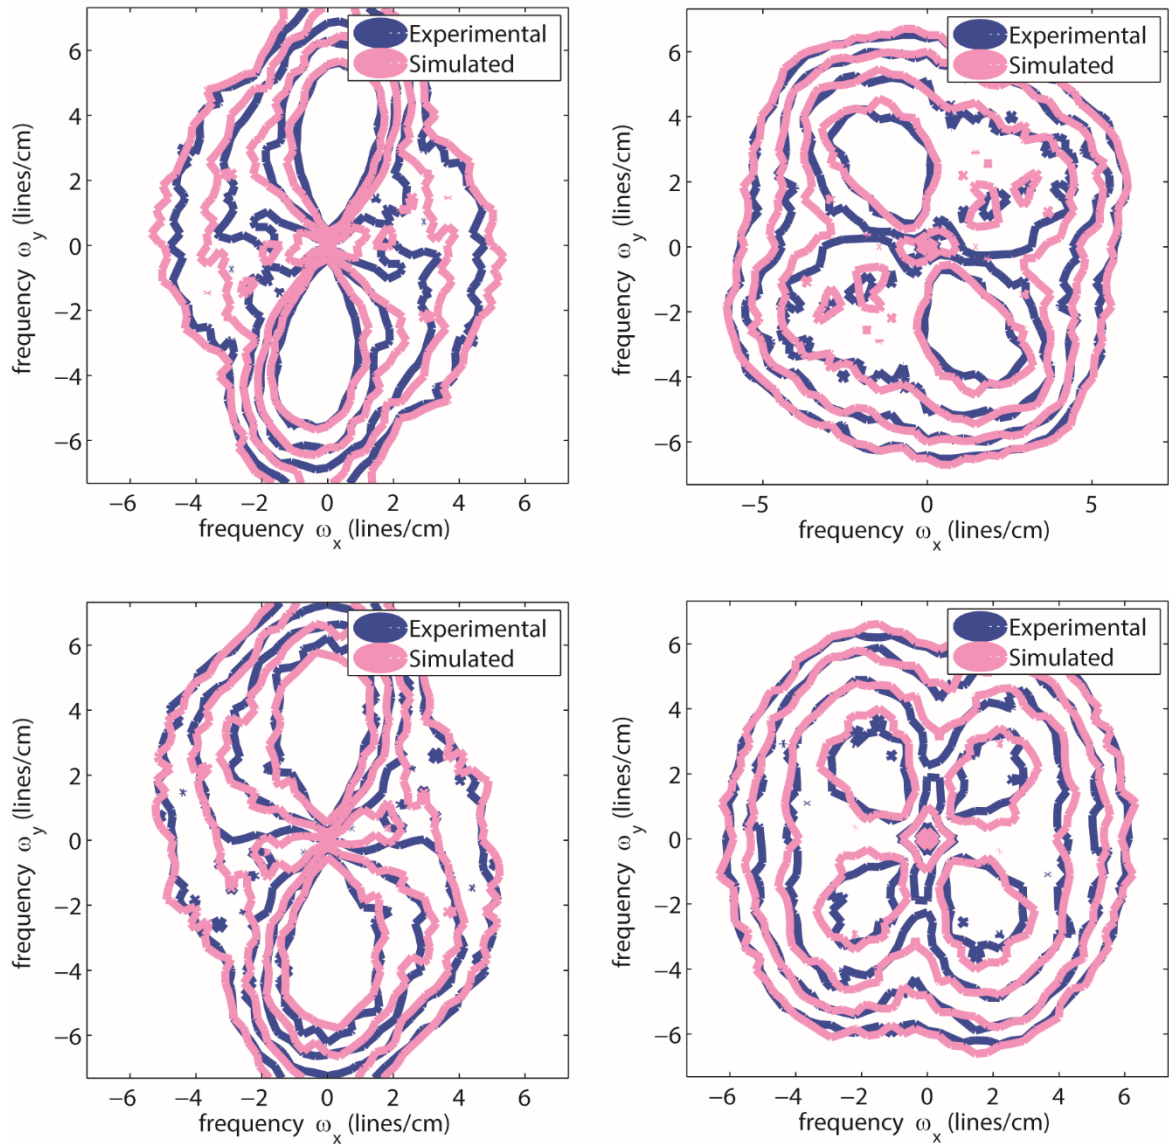 Experimental
Simulated
6
4
2
0
−2
−4
−6
frequency ω_y (lines/cm)
−6 −4 −2 0 2 4 6
frequency ω_x (lines/cm)
Experimental
Simulated
6
4
2
0
−2
−4
−6
frequency ω_y (lines/cm)
−5 0 5
frequency ω_x (lines/cm)
Experimental
Simulated
6
4
2
0
−2
−4
−6
frequency ω_y (lines/cm)
−6 −4 −2 0 2 4 6
frequency ω_x (lines/cm)
Experimental
Simulated
6
4
2
0
−2
−4
−6
frequency ω_y (lines/cm)
−6 −4 −2 0 2 4 6
frequency ω_x (lines/cm)